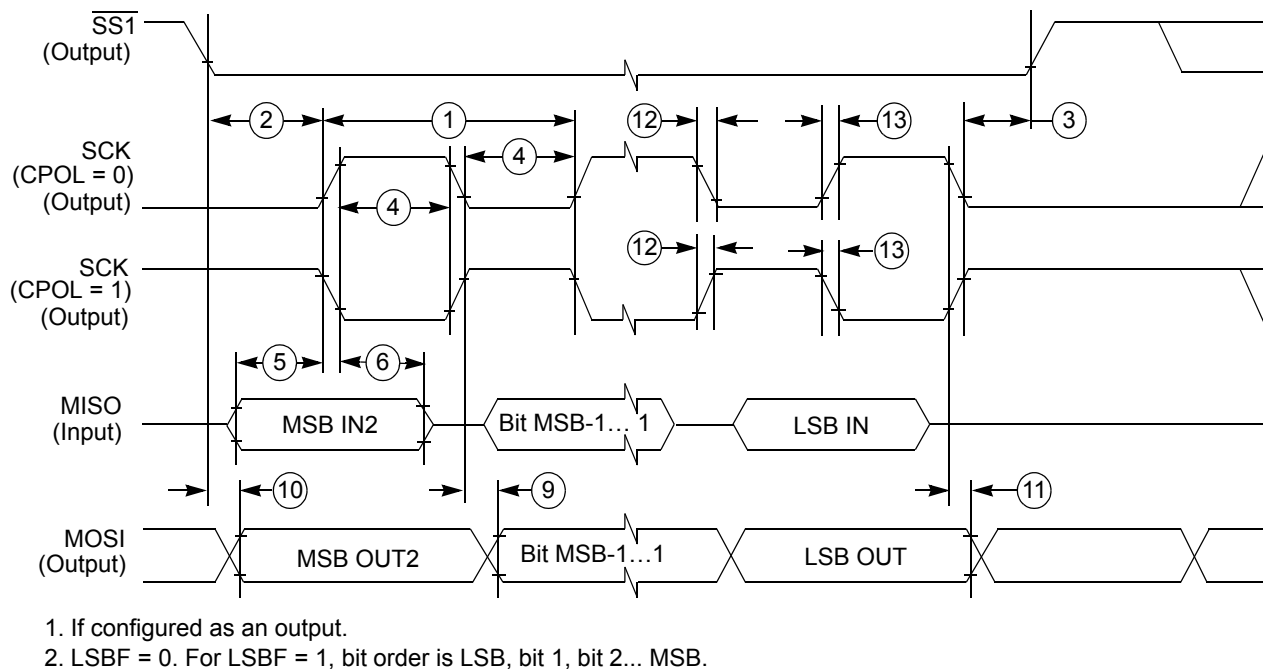 SS1
(Output)
2
1
12
13
3
SCK
(CPOL = 0)
(Output)
4
4
12
13
SCK
(CPOL = 1)
(Output)
5
6
MISO
(Input)
MSB IN2
Bit MSB-1… 1
LSB IN
10
9
11
MOSI
(Output)
MSB OUT2
Bit MSB-1…1
LSB OUT
1. If configured as an output.
2. LSBF = 0. For LSBF = 1, bit order is LSB, bit 1, bit 2... MSB.